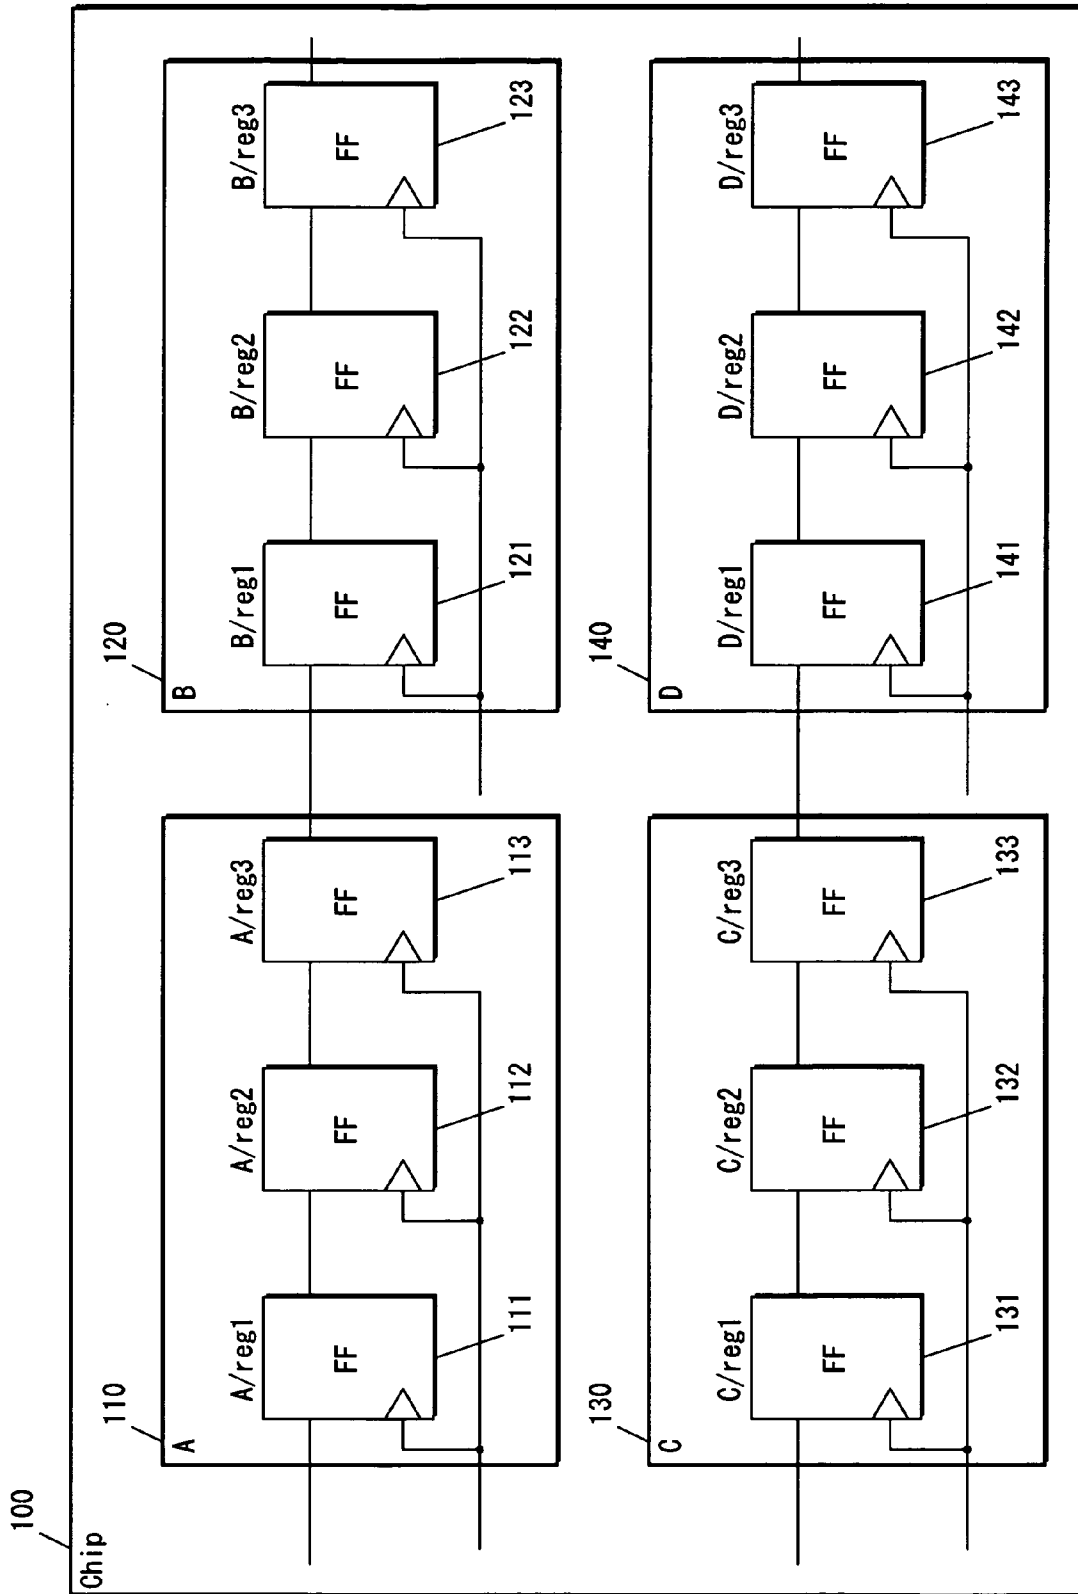 100
Chip
110
A
A/reg1
FF
111
A/reg2
FF
112
A/reg3
FF
113
120
B
B/reg1
FF
121
B/reg2
FF
122
B/reg3
FF
123
130
C
C/reg1
FF
131
C/reg2
FF
132
C/reg3
FF
133
140
D
D/reg1
FF
141
D/reg2
FF
142
D/reg3
FF
143